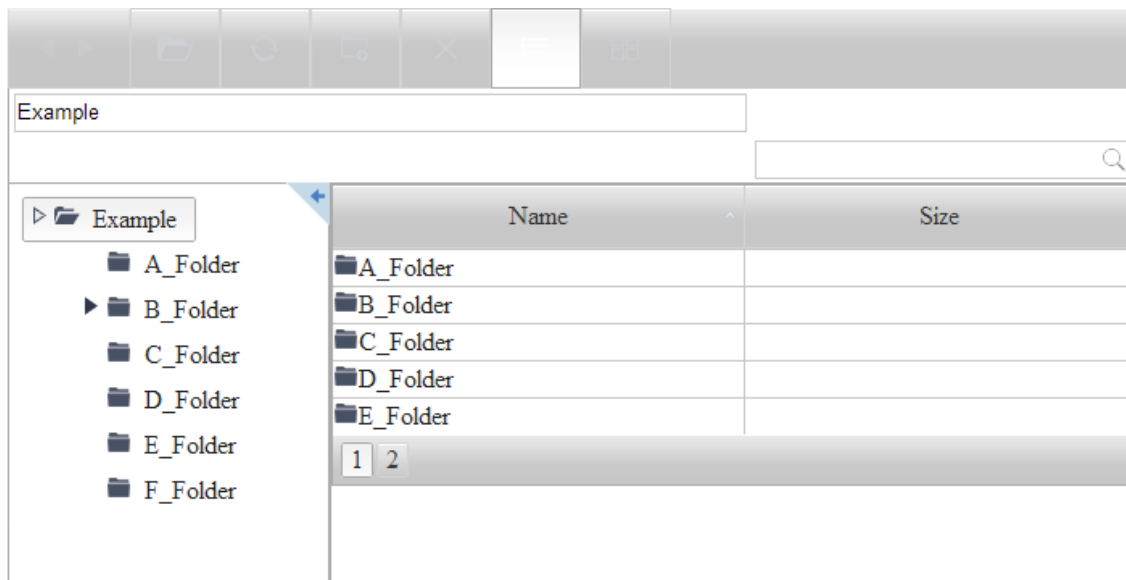 Example
Example
A_Folder
B_Folder
C_Folder
D_Folder
E_Folder
F_Folder
Name Size
A_Folder
B_Folder
C_Folder
D_Folder
E_Folder
1 2